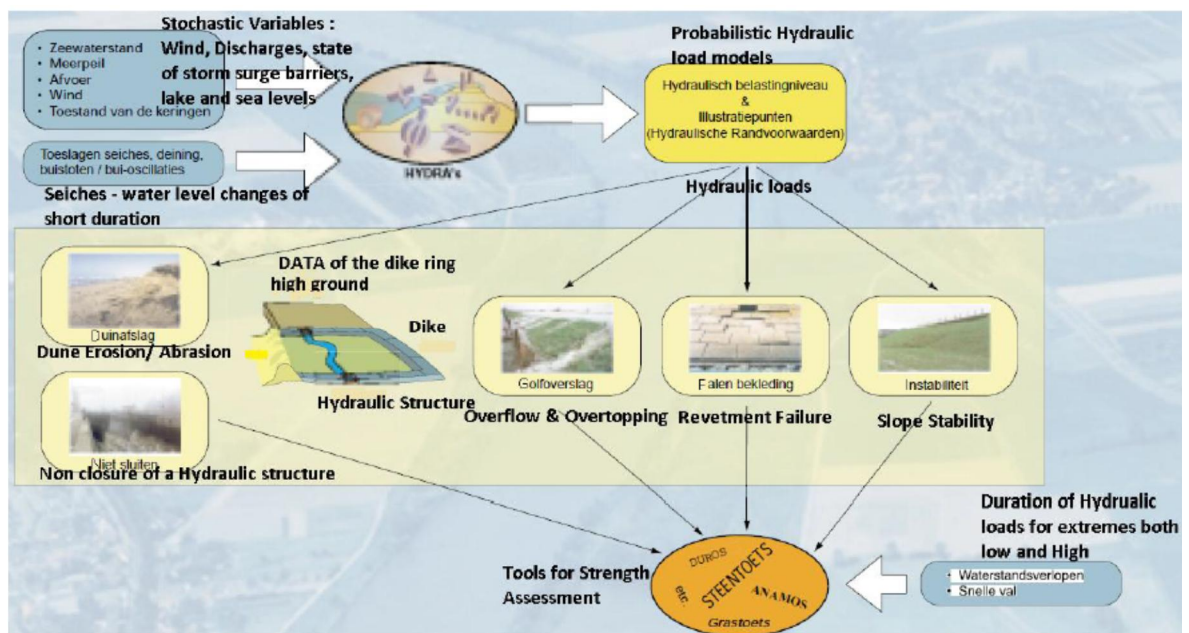 Stochastic Variables :
Wind, Discharges, state
of storm surge barriers,
lake and sea levels
• Zeewaterstand
• Meerpeil
• Afvoer
• Wind
• Toestand van de keringen
Toeslagen seiches, deining,
buistoten / bui-oscillaties
Seiches - water level changes of
short duration
HYDRA's
Probabilistic Hydraulic
load models
Hydraulisch belastingniveau
&
Illustratiepunten
(Hydraulische Randvoorwaarden)
Hydraulic loads
Duinafslag
Dune Erosion/ Abrasion
Niet sluiten
Non closure of a Hydraulic structure
DATA of the dike ring
high ground
Dike
Hydraulic Structure
Golfoverslag
Overflow & Overtopping
Falen bekleding
Revetment Failure
Instabiliteit
Slope Stability
Tools for Strength
Assessment
DUROS
STEENTOETS
etc.
ANAMOS
Grastoets
Duration of Hydrualic
loads for extremes both
low and High
• Waterstandsverlopen
• Snelle val